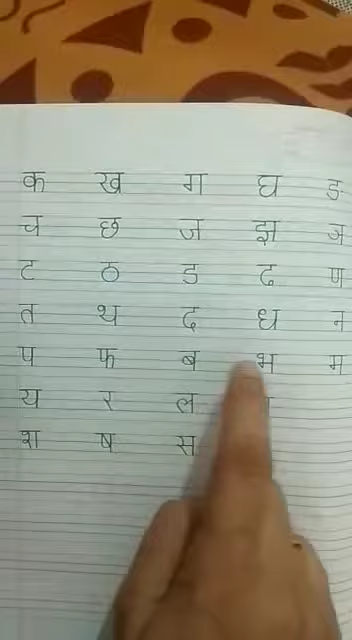 क ख ग घ ङ
च छ ज झ ञ
ट ठ ड ढ ण
त थ द ध न
प फ ब भ म
य र ल
श ष स